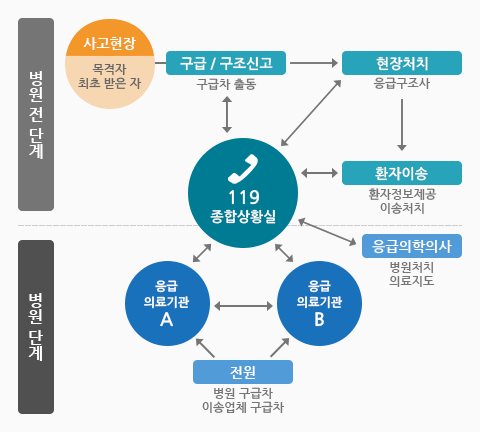 병원 전 단계
사고현장
목격자
최초 받은 자
구급 / 구조신고
구급차 출동
현장처치
응급구조사
119
종합상황실
환자이송
환자정보제공
이송처치
응급의학의사
병원처치
의료지도
병원 단계
응급
의료기관
A
응급
의료기관
B
전원
병원 구급차
이송업체 구급차